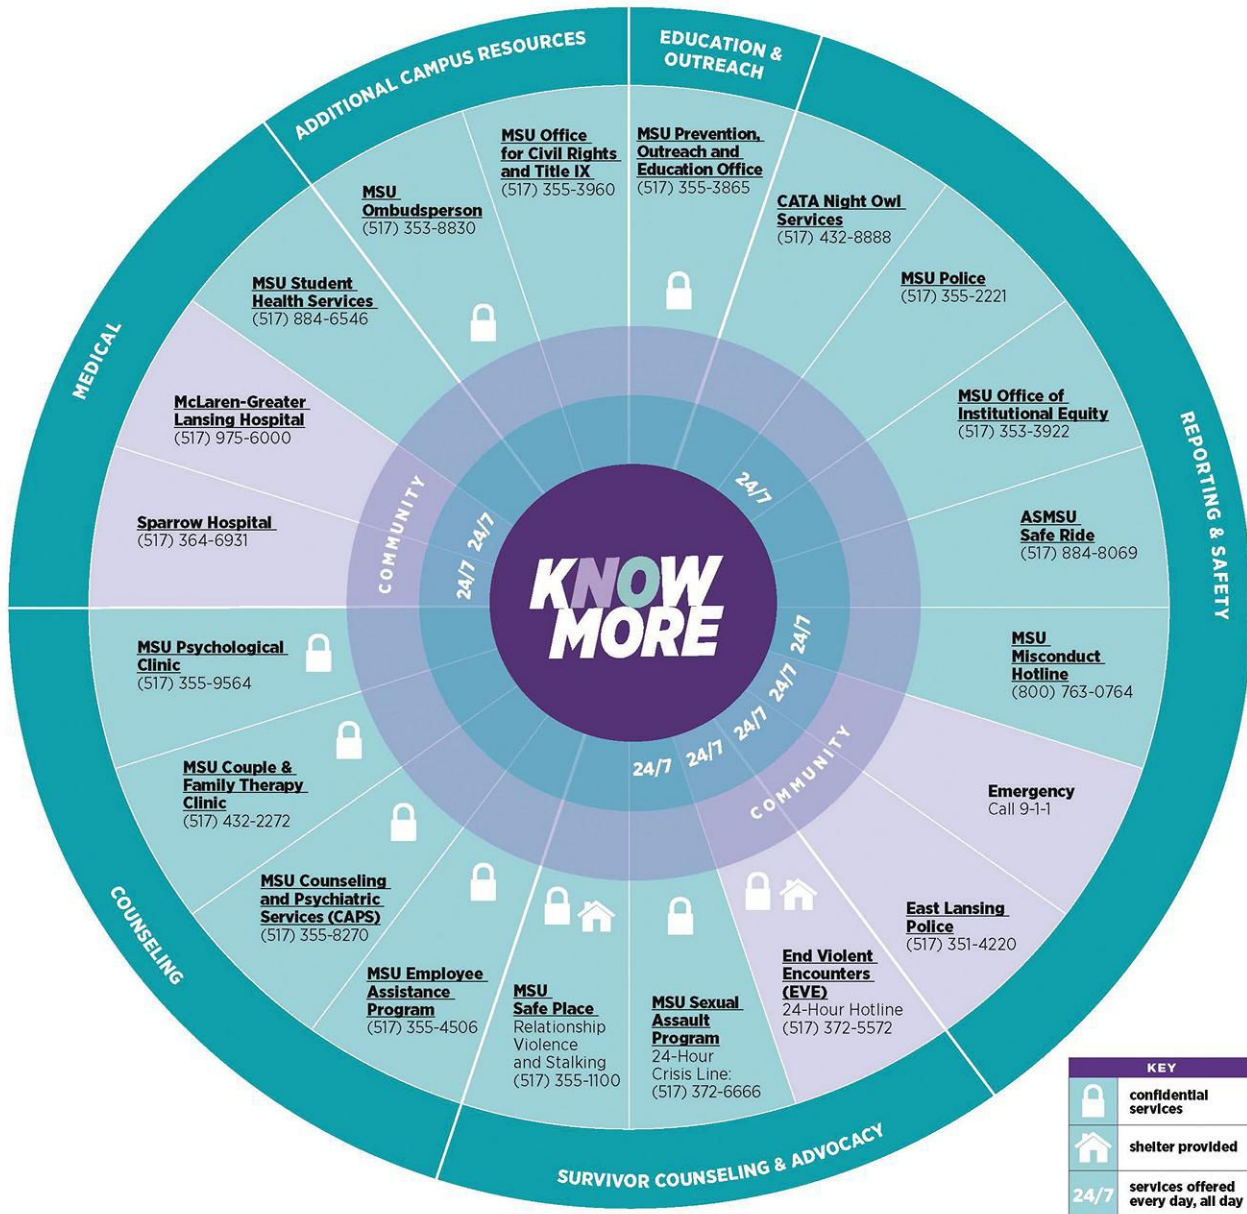 ADDITIONAL CAMPUS RESOURCES
MSU
Ombudsperson
(517) 353-8830
MSU Office
for Civil Rights
and Title IX
(517) 355-3960
EDUCATION &
OUTREACH
MSU Prevention,
Outreach and
Education Office
(517) 355-3865
REPORTING & SAFETY
CATA Night Owl
Services
(517) 432-8888
MSU Police
(517) 355-2221
24/7
MSU Office of
Institutional Equity
(517) 353-3922
ASMSU
Safe Ride
(517) 884-8069
MSU
Misconduct
Hotline
(800) 763-0764
24/7
Emergency
Call 9-1-1
24/7
East Lansing
Police
(517) 351-4220
24/7
COMMUNITY
SURVIVOR COUNSELING & ADVOCACY
End Violent
Encounters
(EVE)
24-Hour Hotline
(517) 372-5572
24/7
MSU Sexual
Assault
Program
24-Hour
Crisis Line:
(517) 372-6666
24/7
MSU
Safe Place
Relationship
Violence
and Stalking
(517) 355-1100
COUNSELING
MSU Employee
Assistance
Program
(517) 355-4506
MSU Counseling
and Psychiatric
Services (CAPS)
(517) 355-8270
MSU Couple &
Family Therapy
Clinic
(517) 432-2272
MSU Psychological
Clinic
(517) 355-9564
MEDICAL
Sparrow Hospital
(517) 364-6931
24/7
McLaren-Greater
Lansing Hospital
(517) 975-6000
24/7
COMMUNITY
MSU Student
Health Services
(517) 884-6546
KNOW
MORE
KEY
confidential
services
shelter provided
24/7
services offered
every day, all day